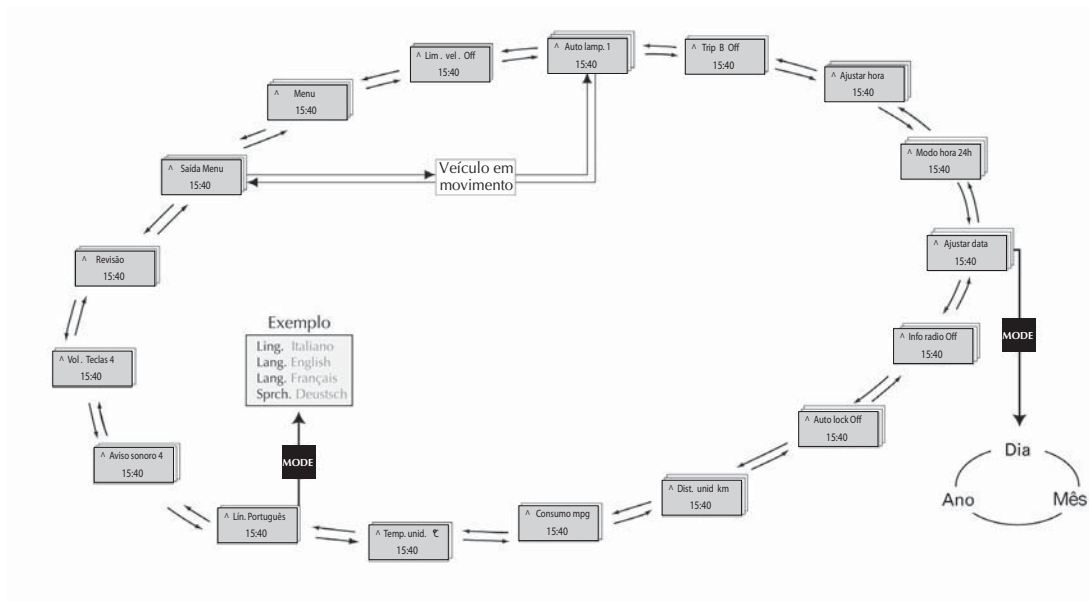 ^ Auto lamp. 1
15:40
^ Trip B Off
15:40
^ Ajustar hora
15:40
^ Modo hora 24h
15:40
^ Ajustar data
15:40
MODE
Dia
Mês
Ano
^ Info radio Off
15:40
^ Auto lock Off
15:40
^ Dist. unid km
15:40
^ Consumo mpg
15:40
^ Temp. unid. °C
15:40
^ Lín. Português
15:40
MODE
Exemplo
Ling. Italiano
Lang. English
Lang. Français
Sprch. Deustsch
^ Aviso sonoro 4
15:40
^ Vol . Teclas 4
15:40
^ Revisão
15:40
^ Saída Menu
15:40
^ Menu
15:40
^ Lim . vel . Off
15:40
Veículo em
movimento